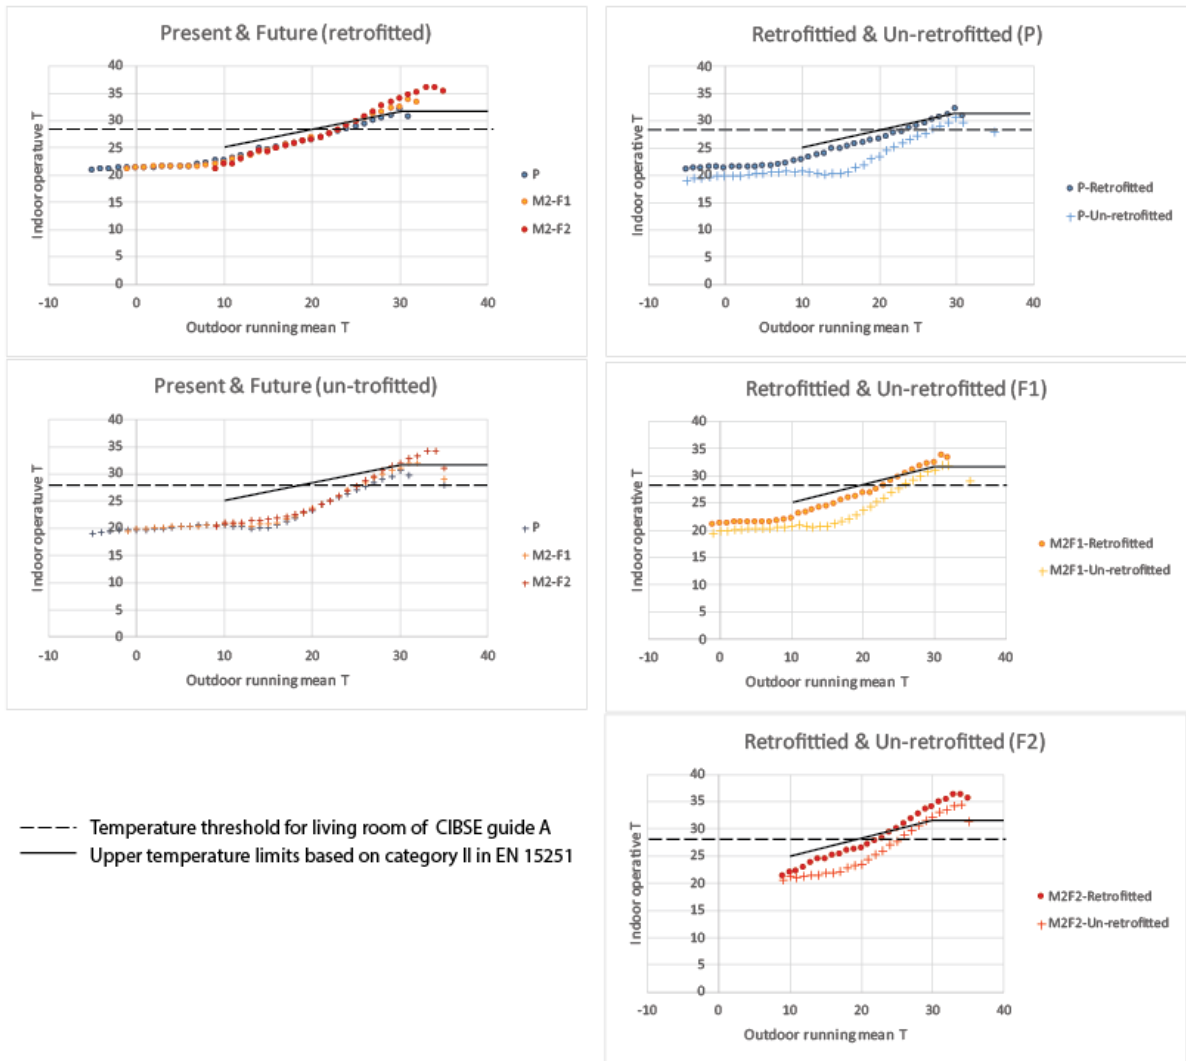 Present & Future (retrofitted)
40
35
30
25
20
15
10
5
0
-10
0
10
20
30
40
Indoor operative T
Outdoor running mean T
P
M2-F1
M2-F2
Retrofittied & Un-retrofitted (P)
40
35
30
25
20
15
10
5
0
-10
0
10
20
30
40
Indoor operative T
Outdoor running mean T
P-Retrofitted
P-Un-retrofitted
Present & Future (un-trofitted)
40
35
30
25
20
15
10
5
0
-10
0
10
20
30
40
Indoor operatuve T
Outdoor running mean T
P
M2-F1
M2-F2
Retrofittied & Un-retrofitted (F1)
40
35
30
25
20
15
10
5
0
-10
0
10
20
30
40
Indoor operative T
Outdoor running mean T
M2F1-Retrofitted
M2F1-Un-retrofitted
Retrofittied & Un-retrofitted (F2)
40
35
30
25
20
15
10
5
0
-10
0
10
20
30
40
Indoor operative T
Outdoor running mean T
M2F2-Retrofitted
M2F2-Un-retrofitted
Temperature threshold for living room of CIBSE guide A
Upper temperature limits based on category II in EN 15251